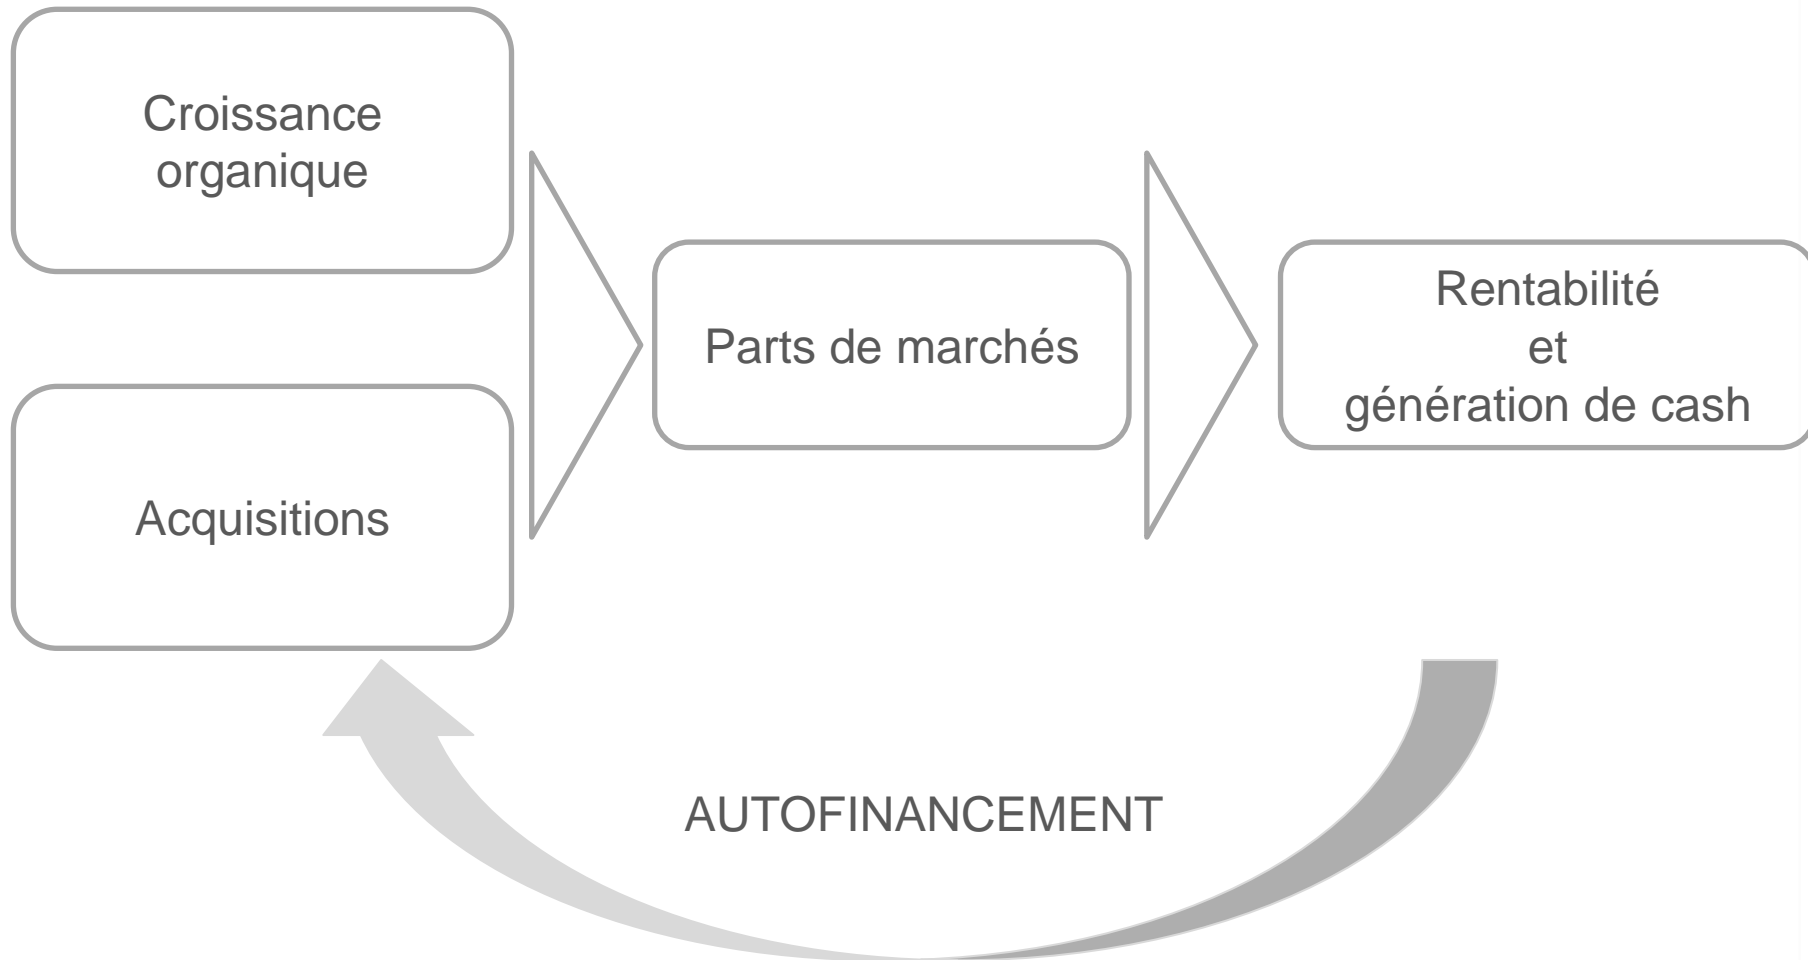 Croissance
organique
Acquisitions
Parts de marchés
Rentabilité
et
génération de cash
AUTOFINANCEMENT